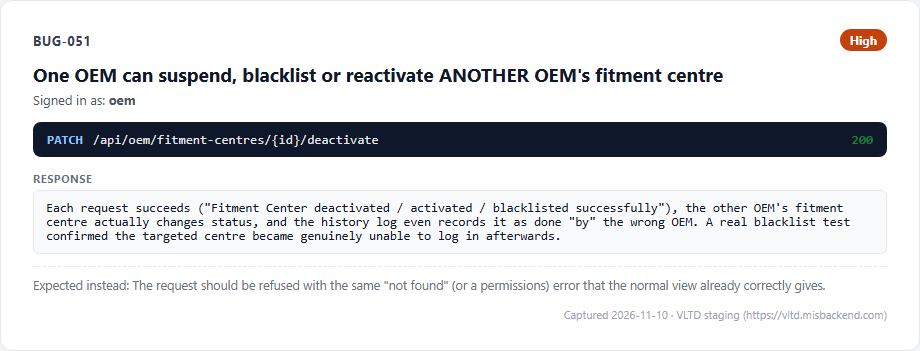 BUG-051
High
One OEM can suspend, blacklist or reactivate ANOTHER OEM's fitment centre
Signed in as: oem
PATCH /api/oem/fitment-centres/{id}/deactivate 200
RESPONSE
Each request succeeds ("Fitment Center deactivated / activated / blacklisted successfully"), the other OEM's fitment
centre actually changes status, and the history log even records it as done "by" the wrong OEM. A real blacklist test
confirmed the targeted centre became genuinely unable to log in afterwards.
Expected instead: The request should be refused with the same "not found" (or a permissions) error that the normal view already correctly gives.
Captured 2026-11-10 · VLTD staging (https://vltd.misbackend.com)